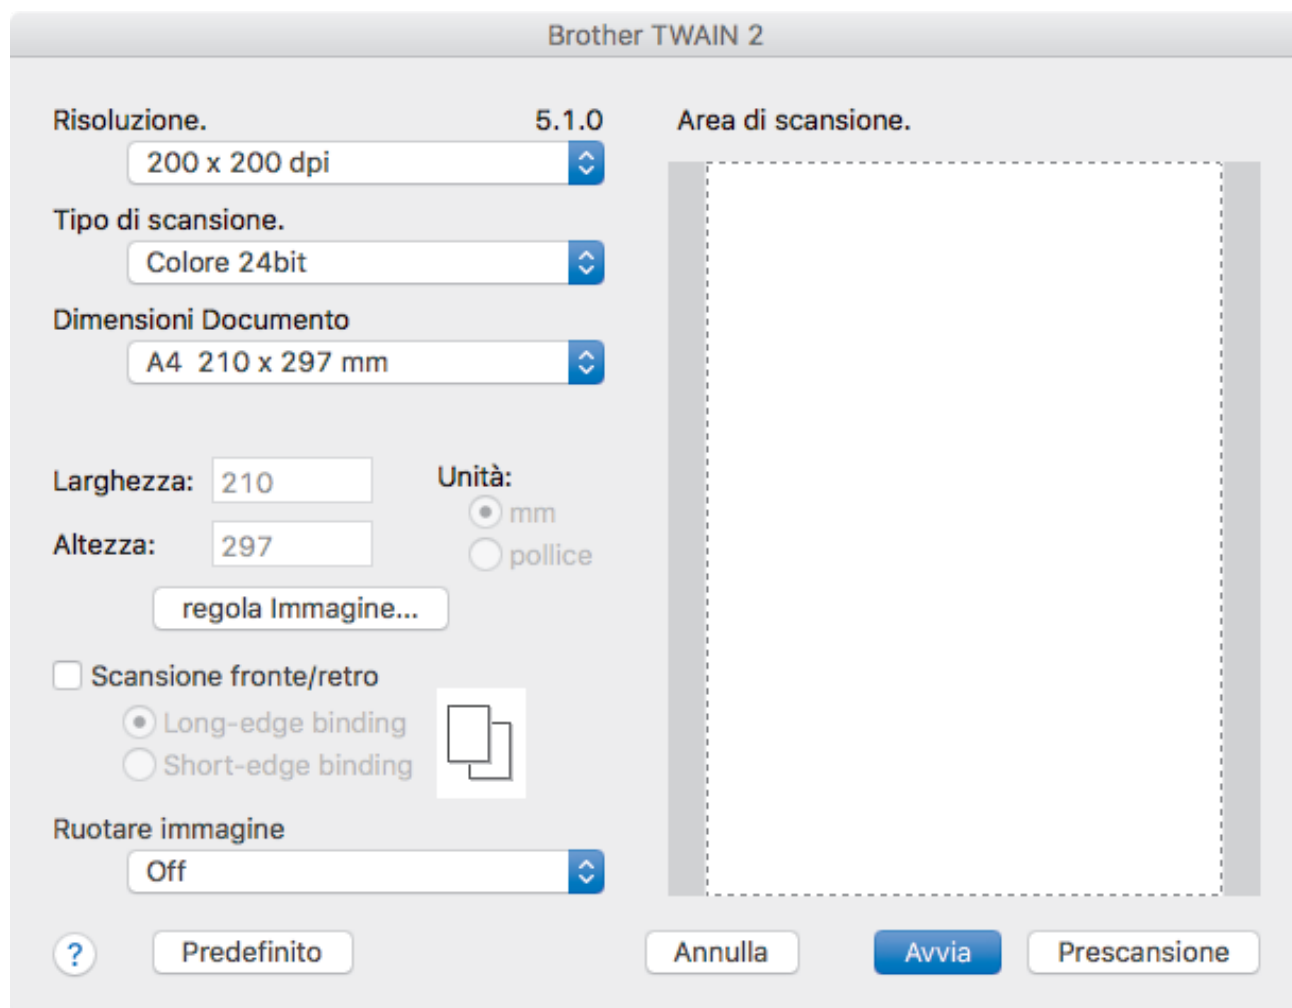 Brother TWAIN 2
Risoluzione. 5.1.0
200 x 200 dpi
Tipo di scansione.
Colore 24bit
Dimensioni Documento
A4 210 x 297 mm
Larghezza: 210
Unità:
mm
Altezza: 297
pollice
regola Immagine...
Scansione fronte/retro
Long-edge binding
Short-edge binding
Ruotare immagine
Off
Area di scansione.
? Predefinito Annulla Avvia Prescansione